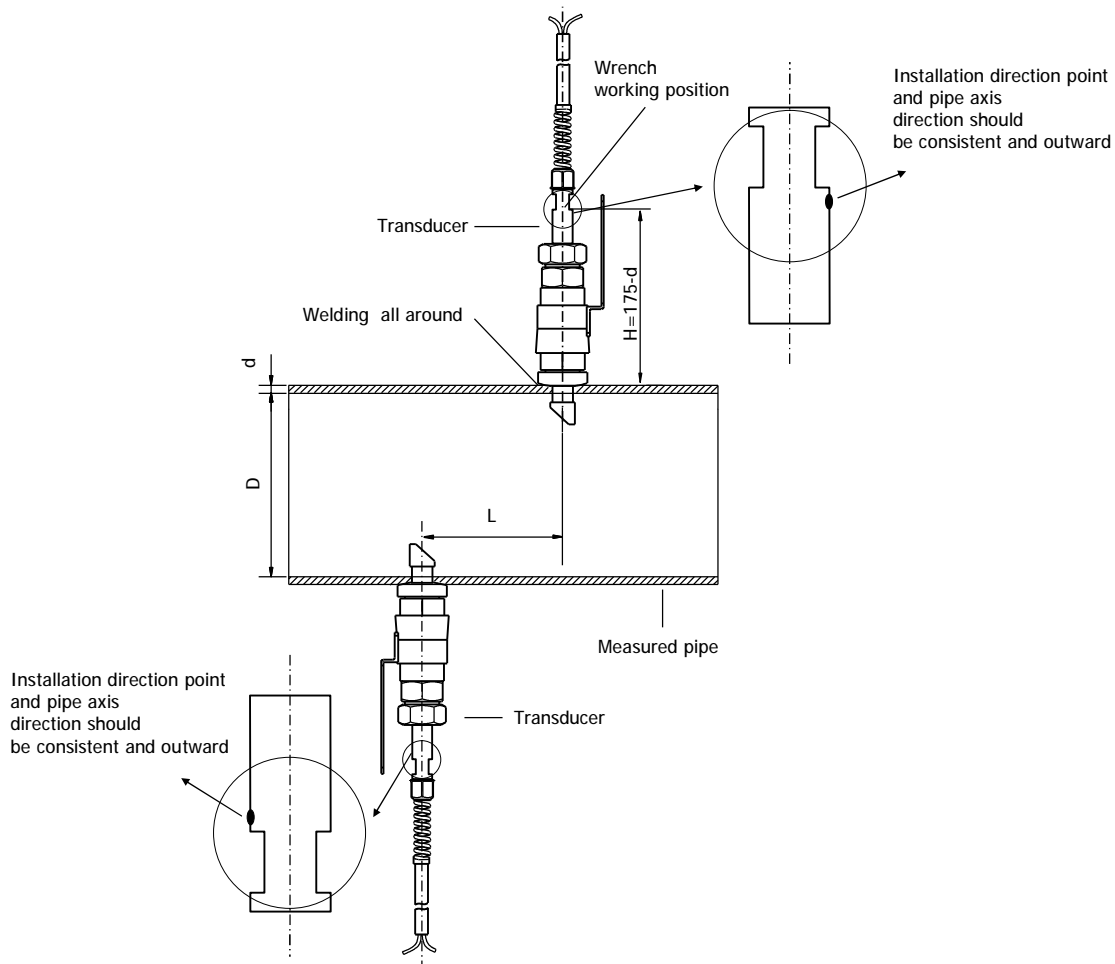 Wrench
working position
Installation direction point
and pipe axis
direction should
be consistent and outward
Transducer
H=175-d
Welding all around
d
D
L
Measured pipe
Installation direction point
and pipe axis
direction should
be consistent and outward
Transducer